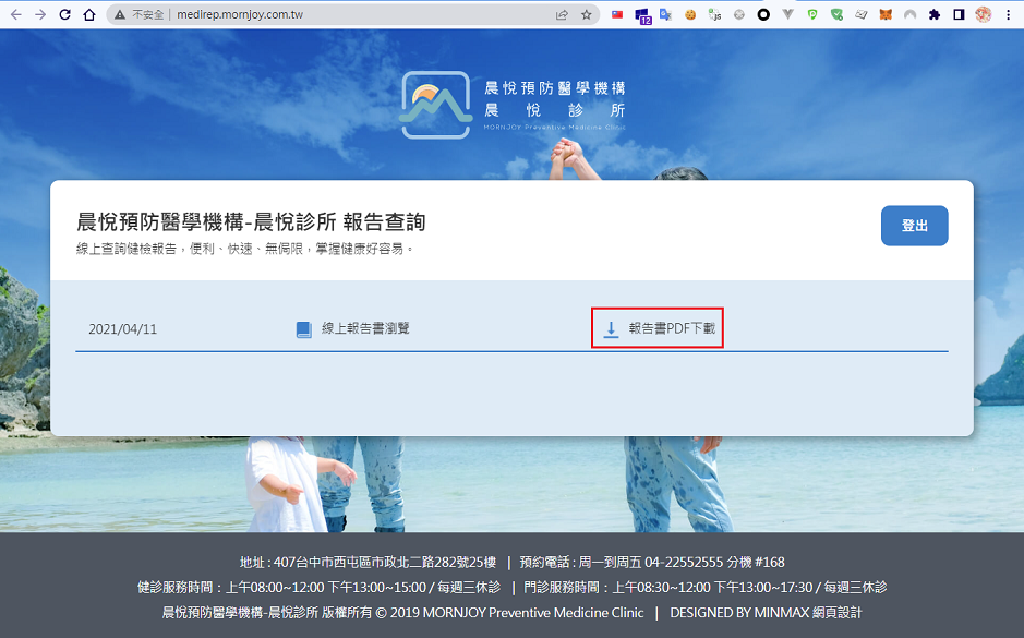 不安全 | medirep.mornjoy.com.tw
12
JS
晨悅預防醫學機構
晨悅診所
MORNJOY Preventive Medicine Clinic
晨悅預防醫學機構-晨悅診所 報告查詢
登出
線上查詢健檢報告，便利、快速、無侷限，掌握健康好容易。
2021/04/11 線上報告書瀏覽 報告書PDF下載
地址 : 407台中市西屯區市政北二路282號25樓 | 預約電話 : 周一到周五 04-22552555 分機 #168
健診服務時間 : 上午08:00~12:00 下午13:00~15:00 / 每週三休診 | 門診服務時間 : 上午08:30~12:00 下午13:00~17:30 / 每週三休診
晨悅預防醫學機構-晨悅診所 版權所有 © 2019 MORNJOY Preventive Medicine Clinic | DESIGNED BY MINMAX 網頁設計